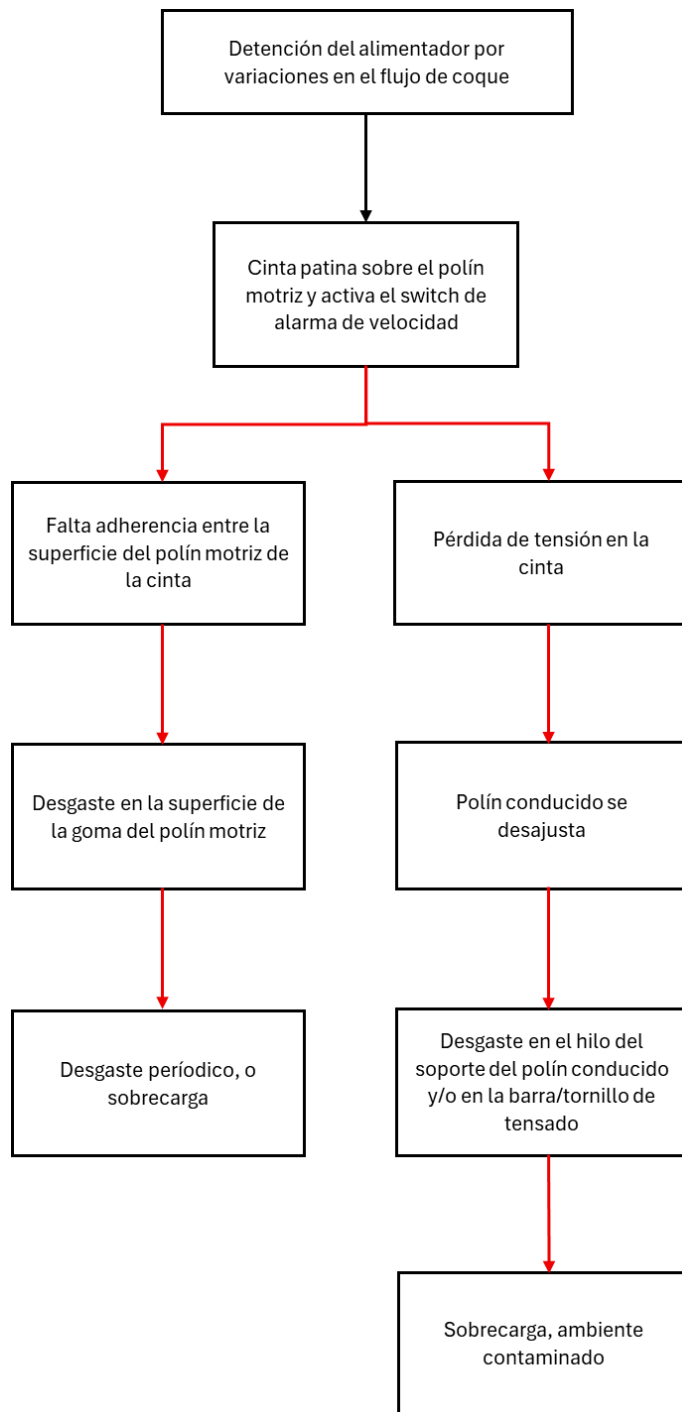 Detención del alimentador por
variaciones en el flujo de coque
Cinta patina sobre el polín
motriz y activa el switch de
alarma de velocidad
Falta adherencia entre la
superficie del polín motriz de
la cinta
Pérdida de tensión en la
cinta
Desgaste en la superficie de
la goma del polín motriz
Polín conducido se
desajusta
Desgaste períodico, o
sobrecarga
Desgaste en el hilo del
soporte del polín conducido
y/o en la barra/tornillo de
tensado
Sobrecarga, ambiente
contaminado